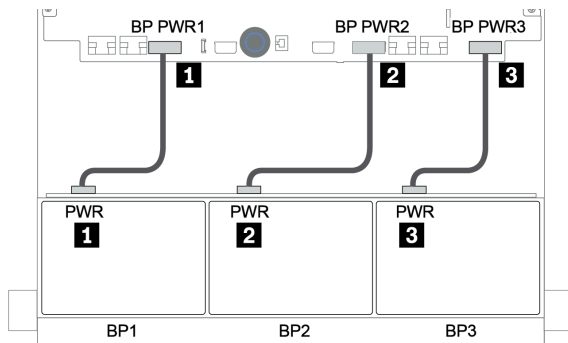 BP PWR1 BP PWR2 BP PWR3
1 2 3
PWR PWR PWR
1 2 3
BP1 BP2 BP3